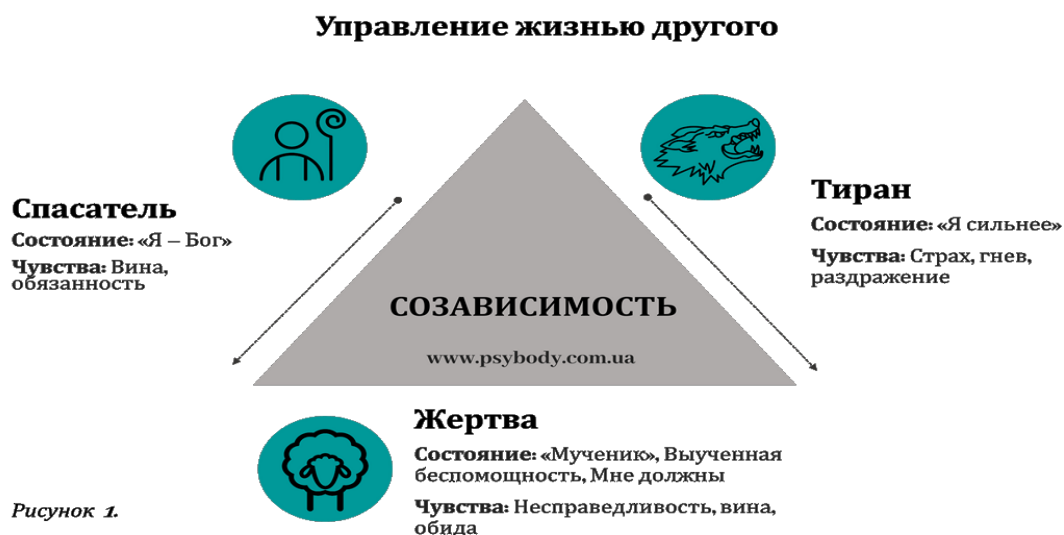 Управление жизнью другого
Спасатель
Состояние: «Я – Бог»
Чувства: Вина,
обязанность
Тиран
Состояние: «Я сильнее»
Чувства: Страх, гнев,
раздражение
СОЗАВИСИМОСТЬ
www.psybody.com.ua
Жертва
Состояние: «Мученик», Выученная
беспомощность, Мне должны
Чувства: Несправедливость, вина,
обида
Рисунок 1.